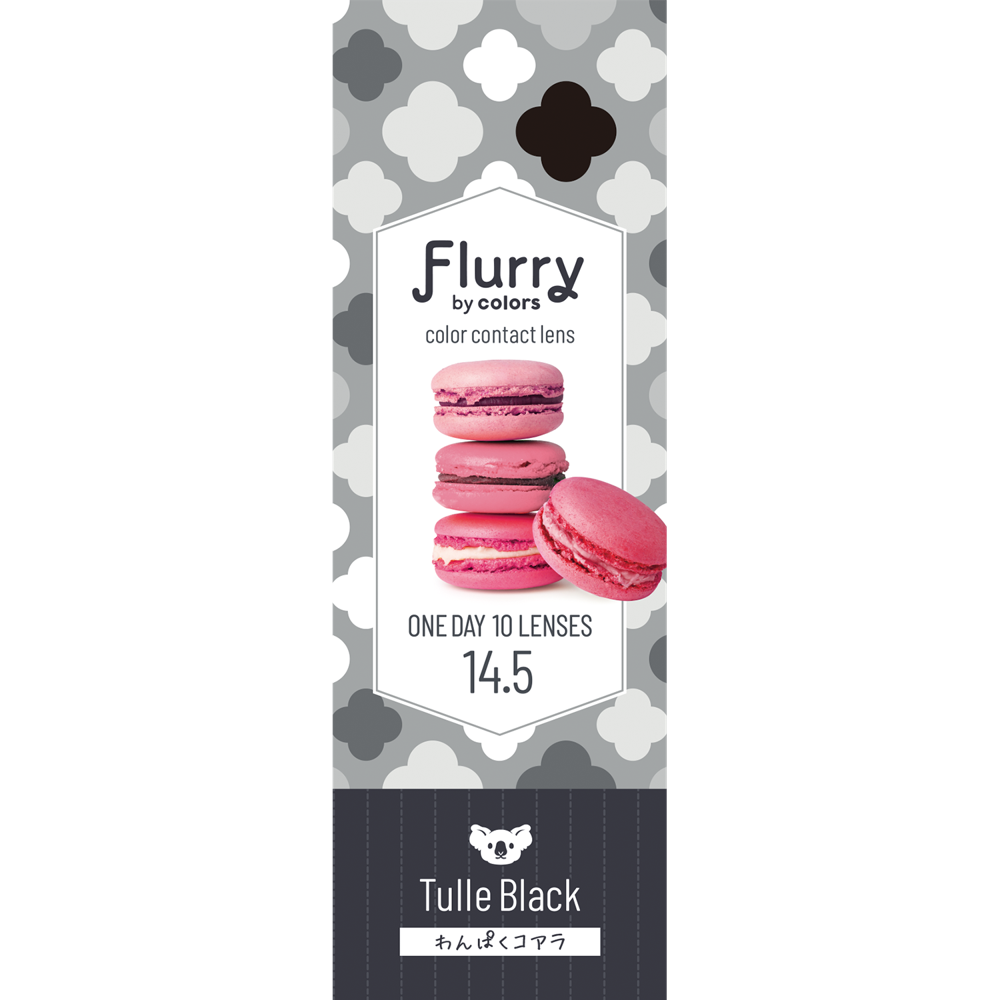 Flurry
by colors
color contact lens
ONE DAY 10 LENSES
14.5
Tulle Black
わんぱくコアラ